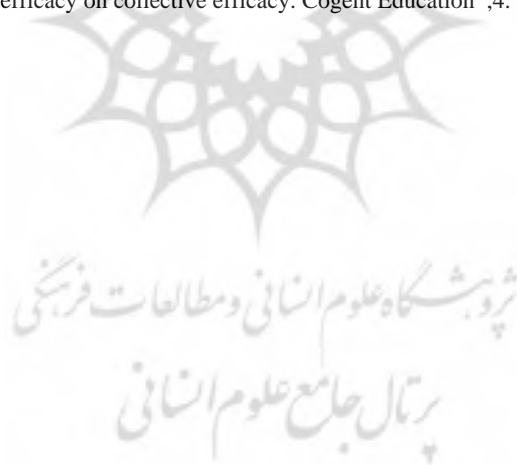 efficacy on collective efficacy. Cogent Education ,4.
پژوهشگاه علوم انسانی و مطالعات فرهنگی
پرتال جامع علوم انسانی